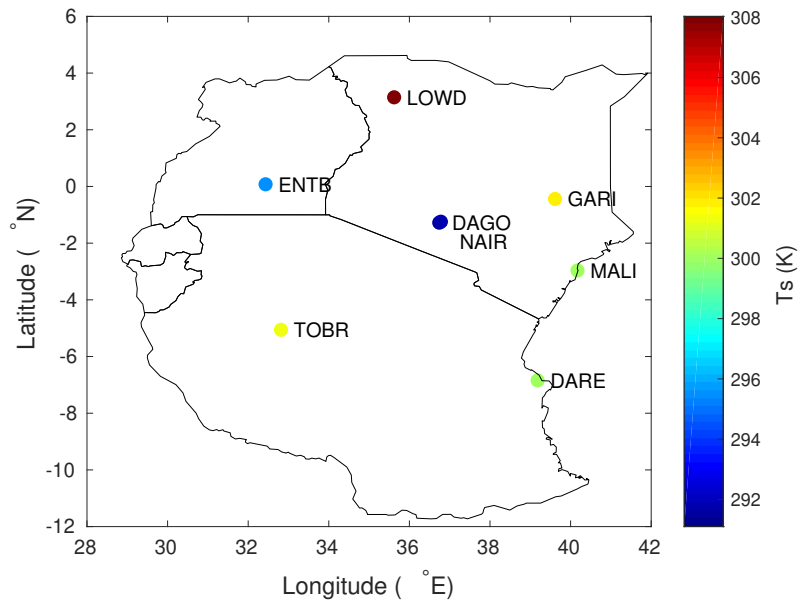 6
4
2
0
-2
-4
-6
-8
-10
-12
28
30
32
34
36
38
40
42
Latitude ( °N)
Longitude ( °E)
LOWD
ENTB
GARI
DAGO
NAIR
MALI
TOBR
DARE
308
306
304
302
300
298
296
294
292
Ts (K)